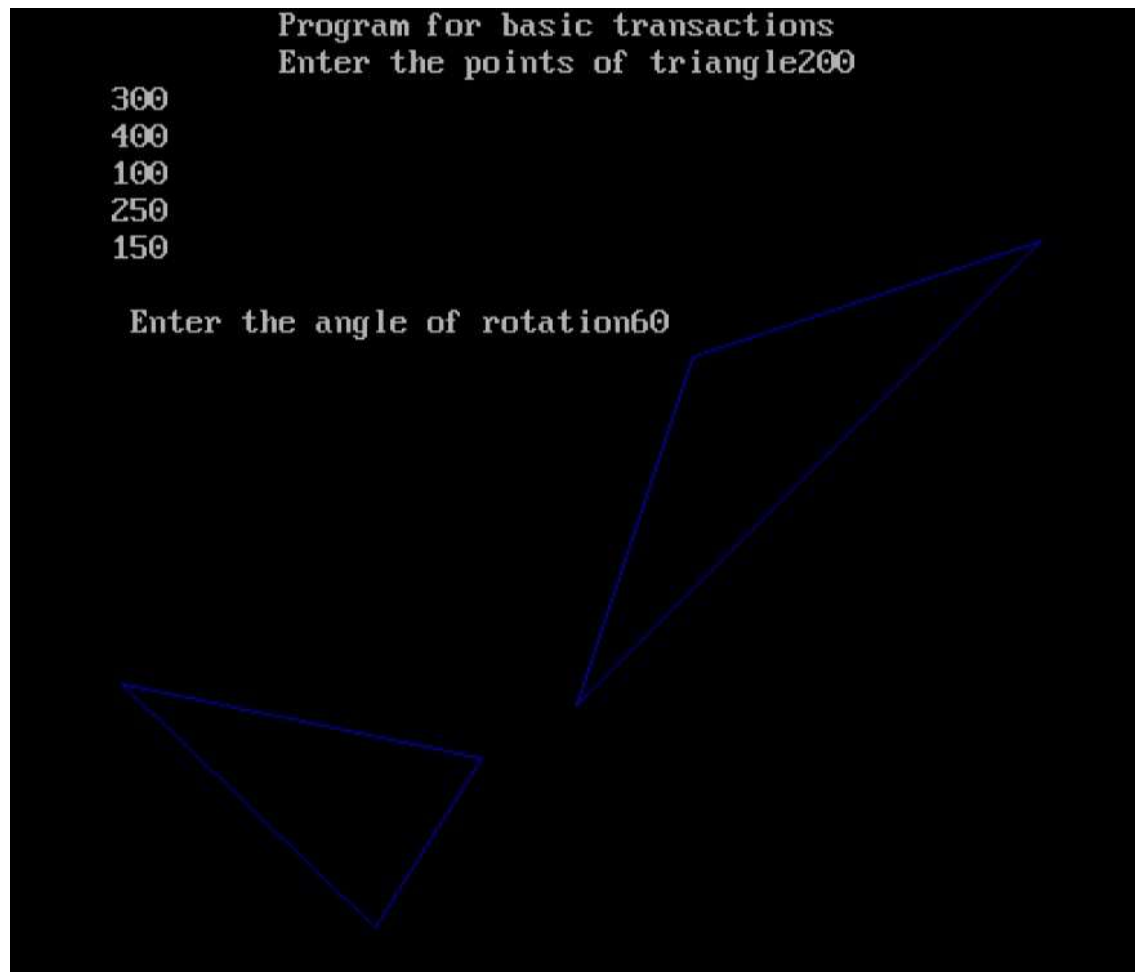 Program for basic transactions
Enter the points of triangle200
300
400
100
250
150
Enter the angle of rotation60